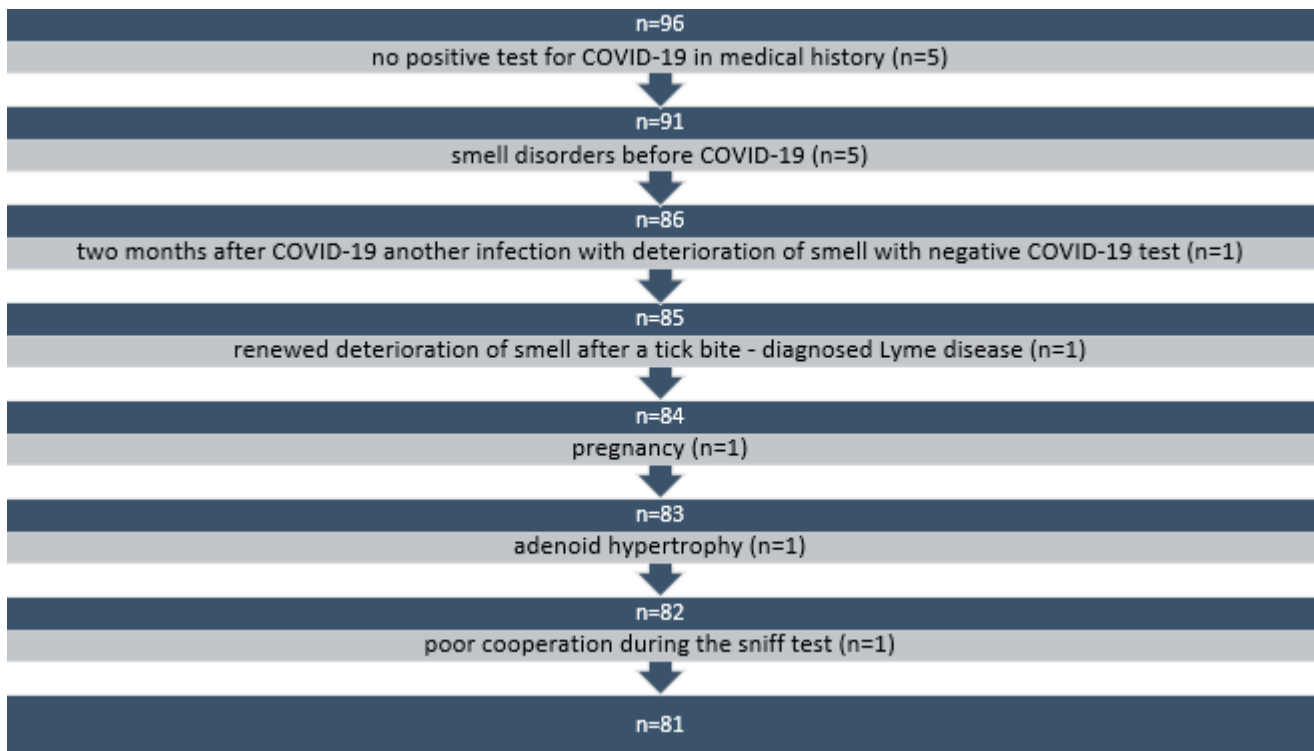 n=96
no positive test for COVID-19 in medical history (n=5)
n=91
smell disorders before COVID-19 (n=5)
n=86
two months after COVID-19 another infection with deterioration of smell with negative COVID-19 test (n=1)
n=85
renewed deterioration of smell after a tick bite - diagnosed Lyme disease (n=1)
n=84
pregnancy (n=1)
n=83
adenoid hypertrophy (n=1)
n=82
poor cooperation during the sniff test (n=1)
n=81